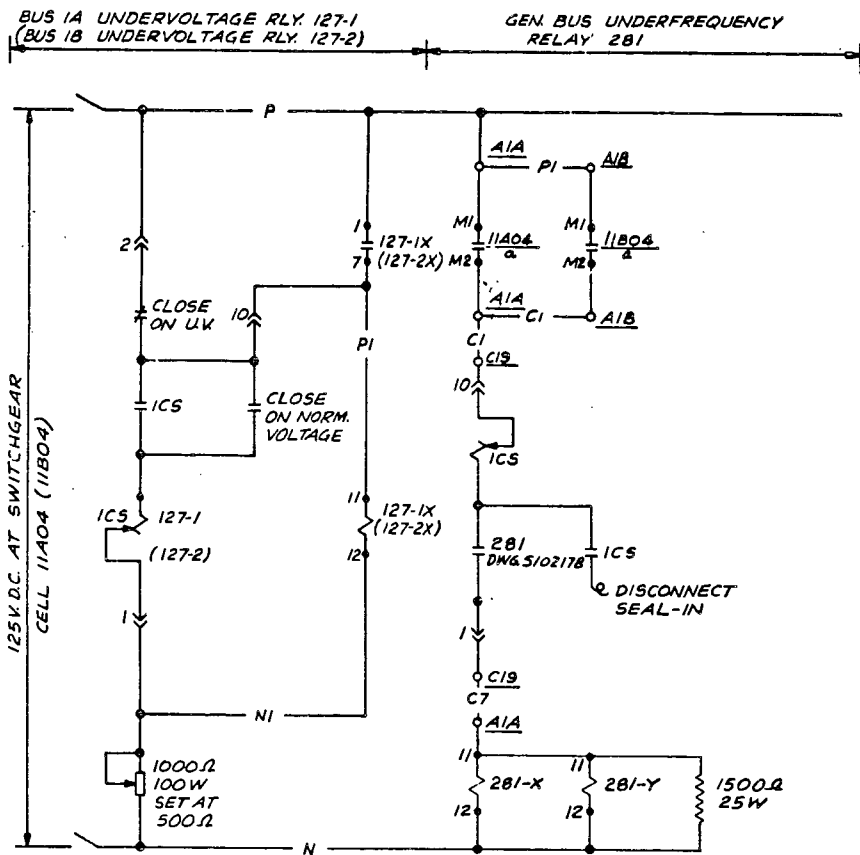 BUS 1A UNDERVOLTAGE RLY. 127-1
(BUS 1B UNDERVOLTAGE RLY. 127-2)
GEN. BUS UNDERFREQUENCY
RELAY 281
P
A1A
P1
A1B
1
M1
M1
127-1X
(127-2X)
11A04
a
11B04
a
7
M2
M2
2
CLOSE
ON U.V.
10
A1A
C1
A1B
C1
P1
C19
10
1CS
CLOSE
ON NORM.
VOLTAGE
1CS
125V. D.C. AT SWITCHGEAR
CELL 11A04 (11B04)
11
127-1X
(127-2X)
12
1CS
127-1
(127-2)
281
DWG. 5102178
1CS
DISCONNECT
SEAL-IN
1
1
C19
C7
N1
A1A
1000Ω
100W
SET AT
500Ω
11
281-X
12
11
281-Y
12
1500Ω
25W
N